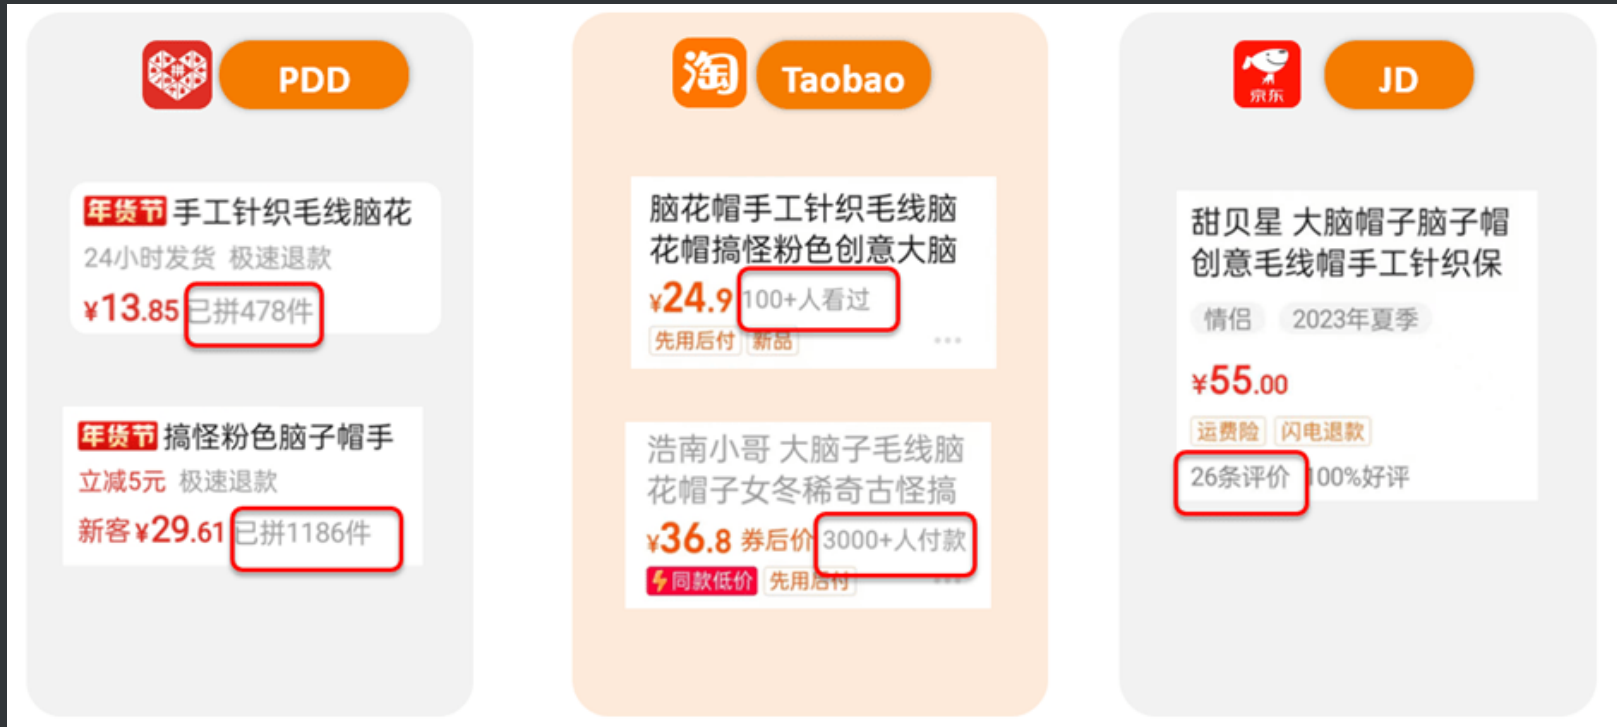 拼
PDD
年货节 手工针织毛线脑花
24小时发货 极速退款
¥13.85 已拼478件
年货节 搞怪粉色脑子帽手
立减5元 极速退款
新客 ¥29.61 已拼1186件
淘
Taobao
脑花帽手工针织毛线脑
花帽搞怪粉色创意大脑
¥24.9 100+人看过
先用后付 新品
浩南小哥 大脑子毛线脑
花帽子女冬稀奇古怪搞
¥36.8 券后价 3000+人付款
同款低价 先用后付
京东
JD
甜贝星 大脑帽子脑子帽
创意毛线帽手工针织保
情侣 2023年夏季
¥55.00
运费险 闪电退款
26条评价 100%好评